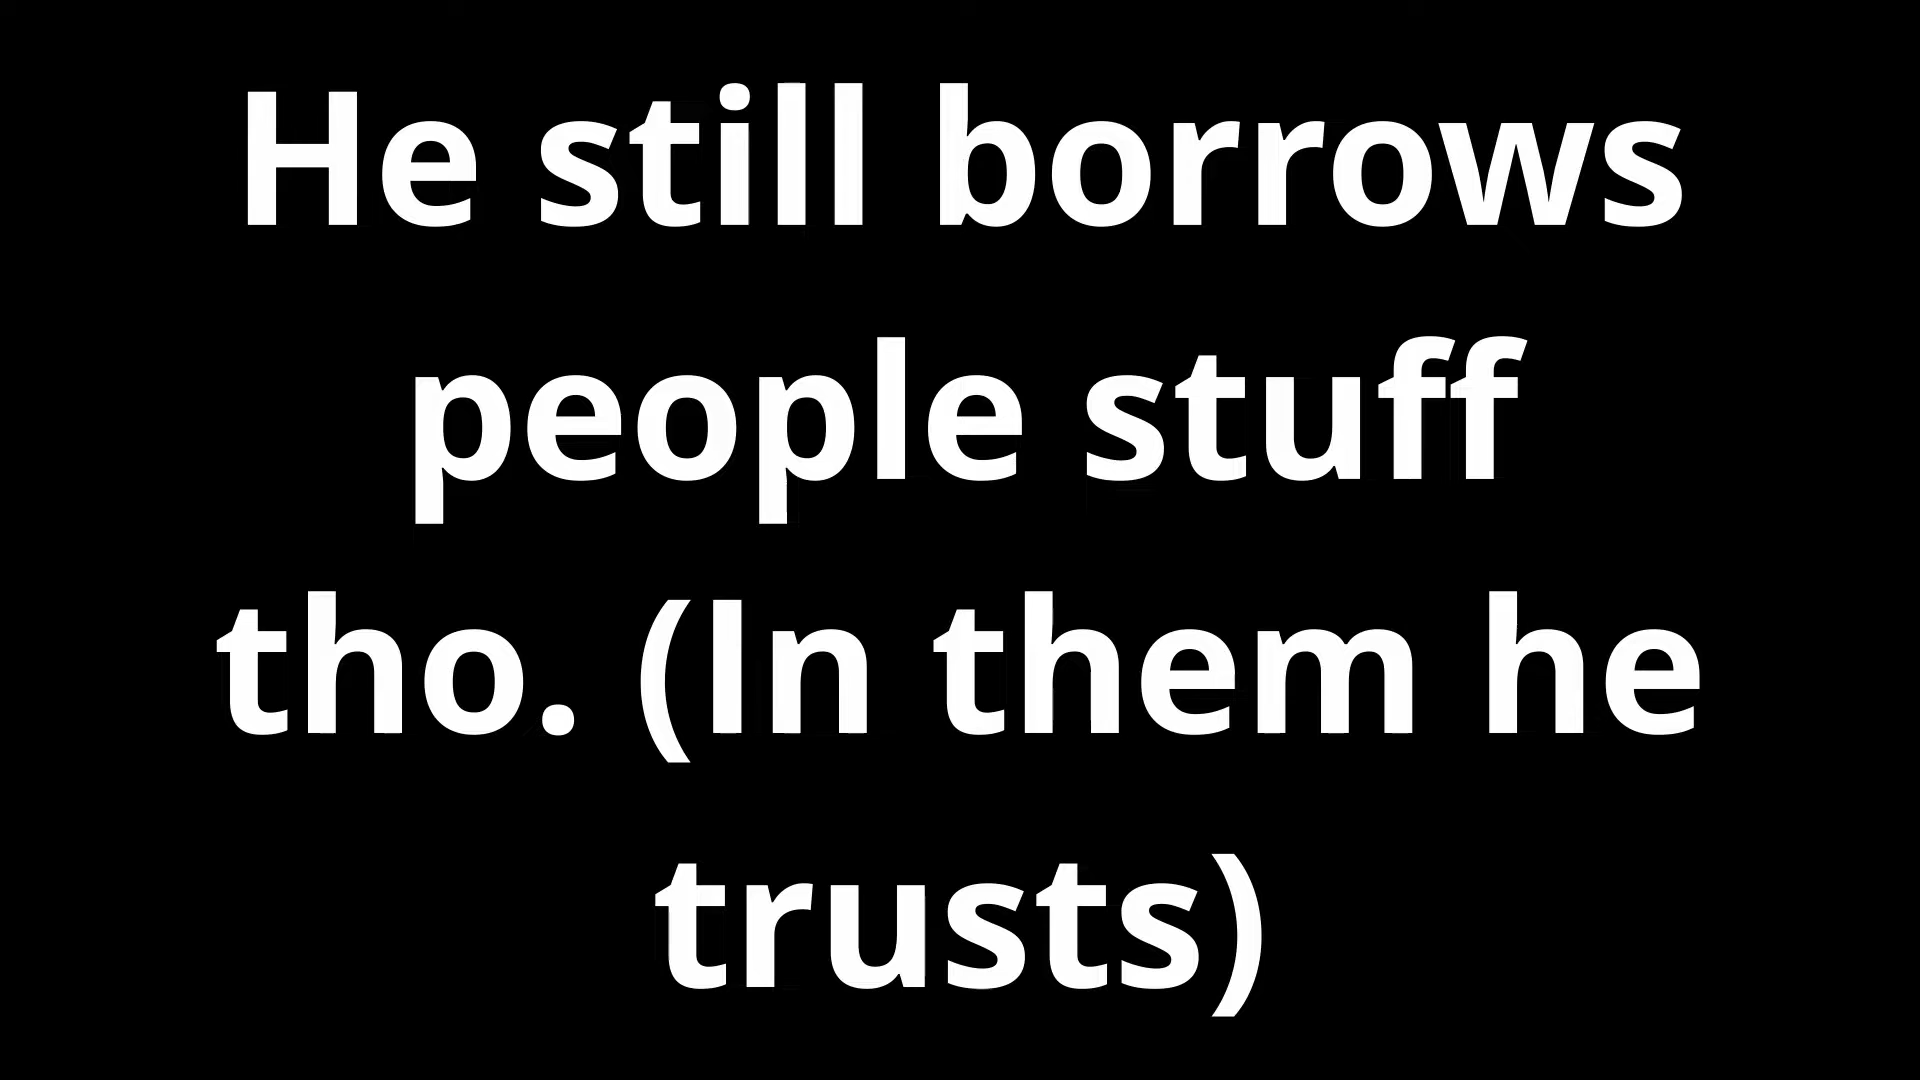 He still borrows
people stuff
tho. (In them he
trusts)